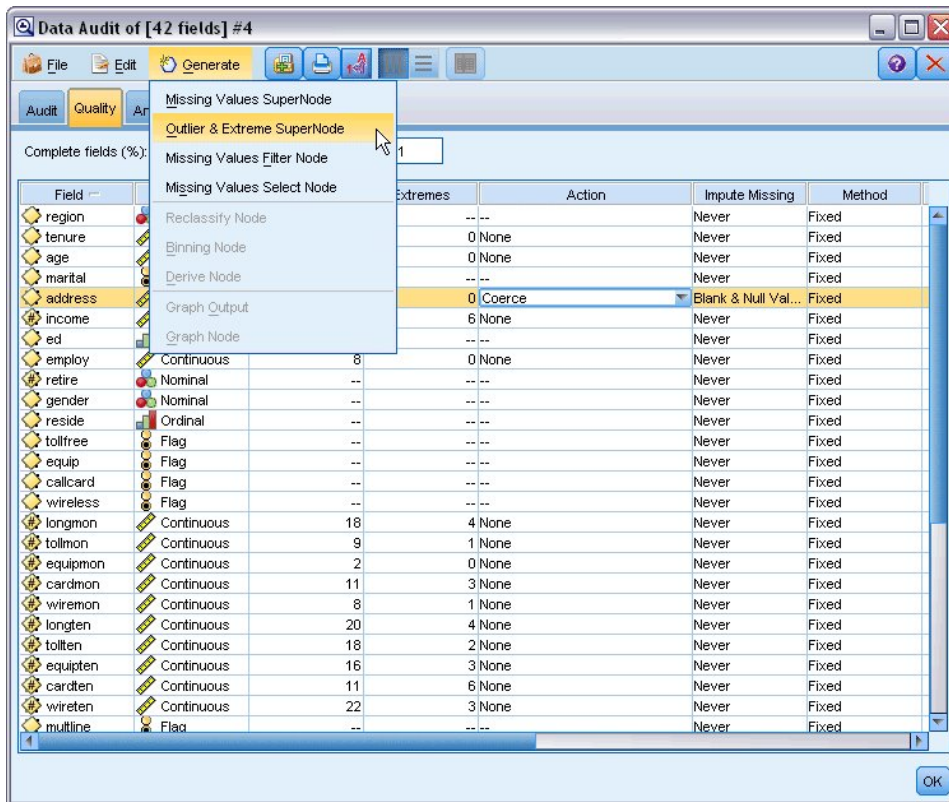 Data Audit of [42 fields] #4
File Edit Generate
Audit Quality An
Missing Values SuperNode
Outlier & Extreme SuperNode
Missing Values Filter Node
Missing Values Select Node
Reclassify Node
Binning Node
Derive Node
Graph Output
Graph Node
Complete fields (%): 1
Field Extremes Action Impute Missing Method
region -- -- Never Fixed
tenure 0 None Never Fixed
age 0 None Never Fixed
marital -- -- Never Fixed
address 0 Coerce Blank & Null Val... Fixed
income 6 None Never Fixed
ed -- -- Never Fixed
employ Continuous 8 0 None Never Fixed
retire Nominal -- -- -- Never Fixed
gender Nominal -- -- -- Never Fixed
reside Ordinal -- -- -- Never Fixed
tollfree Flag -- -- -- Never Fixed
equip Flag -- -- -- Never Fixed
callcard Flag -- -- -- Never Fixed
wireless Flag -- -- -- Never Fixed
longmon Continuous 18 4 None Never Fixed
tollmon Continuous 9 1 None Never Fixed
equipmon Continuous 2 0 None Never Fixed
cardmon Continuous 11 3 None Never Fixed
wiremon Continuous 8 1 None Never Fixed
longten Continuous 20 4 None Never Fixed
tollten Continuous 18 2 None Never Fixed
equipten Continuous 16 3 None Never Fixed
cardten Continuous 11 6 None Never Fixed
wireten Continuous 22 3 None Never Fixed
multline Flag -- -- -- Never Fixed
OK